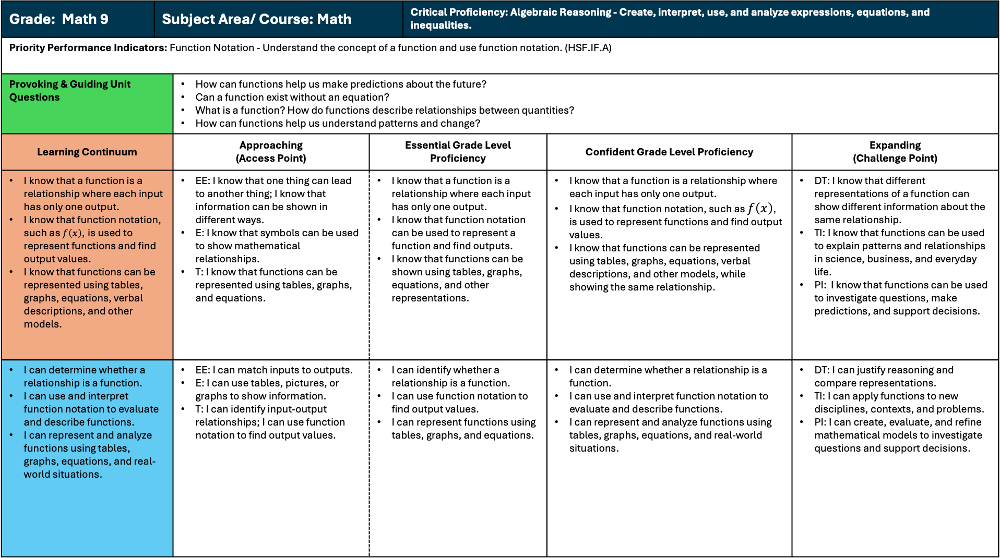 Grade:  Math 9
Subject Area/ Course: Math
Critical Proficiency: Algebraic Reasoning - Create, interpret, use, and analyze expressions, equations, and
inequalities.
Priority Performance Indicators: Function Notation - Understand the concept of a function and use function notation. (HSF.IF.A)
Provoking & Guiding Unit
Questions
• How can functions help us make predictions about the future?
• Can a function exist without an equation?
• What is a function? How do functions describe relationships between quantities?
• How can functions help us understand patterns and change?
Learning Continuum
Approaching
(Access Point)
Essential Grade Level
Proficiency
Confident Grade Level Proficiency
Expanding
(Challenge Point)
• I know that a function is a
relationship where each input
has only one output.
• I know that function notation,
such as f(x), is used to
represent functions and find
output values.
• I know that functions can be
represented using tables,
graphs, equations, verbal
descriptions, and other
models.
• EE: I know that one thing can lead
to another thing; I know that
information can be shown in
different ways.
• E: I know that symbols can be used
to show mathematical
relationships.
• T: I know that functions can be
represented using tables, graphs,
and equations.
• I know that a function is a
relationship where each input
has only one output.
• I know that function notation
can be used to represent a
function and find outputs.
• I know that functions can be
shown using tables, graphs,
equations, and other
representations.
• I know that a function is a relationship where
each input has only one output.
• I know that function notation, such as f(x),
is used to represent functions and find output
values.
• I know that functions can be represented
using tables, graphs, equations, verbal
descriptions, and other models, while
showing the same relationship.
• DT: I know that different
representations of a function can
show different information about the
same relationship.
• TI: I know that functions can be used
to explain patterns and relationships
in science, business, and everyday
life.
• PI:  I know that functions can be used
to investigate questions, make
predictions, and support decisions.
• I can determine whether a
relationship is a function.
• I can use and interpret
function notation to evaluate
and describe functions.
• I can represent and analyze
functions using tables,
graphs, equations, and real-
world situations.
• EE: I can match inputs to outputs.
• E: I can use tables, pictures, or
graphs to show information.
• T: I can identify input-output
relationships; I can use function
notation to find output values.
• I can identify whether a
relationship is a function.
• I can use function notation to
find output values.
• I can represent functions using
tables, graphs, and equations.
• I can determine whether a relationship is a
function.
• I can use and interpret function notation to
evaluate and describe functions.
• I can represent and analyze functions using
tables, graphs, equations, and real-world
situations.
• DT: I can justify reasoning and
compare representations.
• TI: I can apply functions to new
disciplines, contexts, and problems.
• PI: I can create, evaluate, and refine
mathematical models to investigate
questions and support decisions.